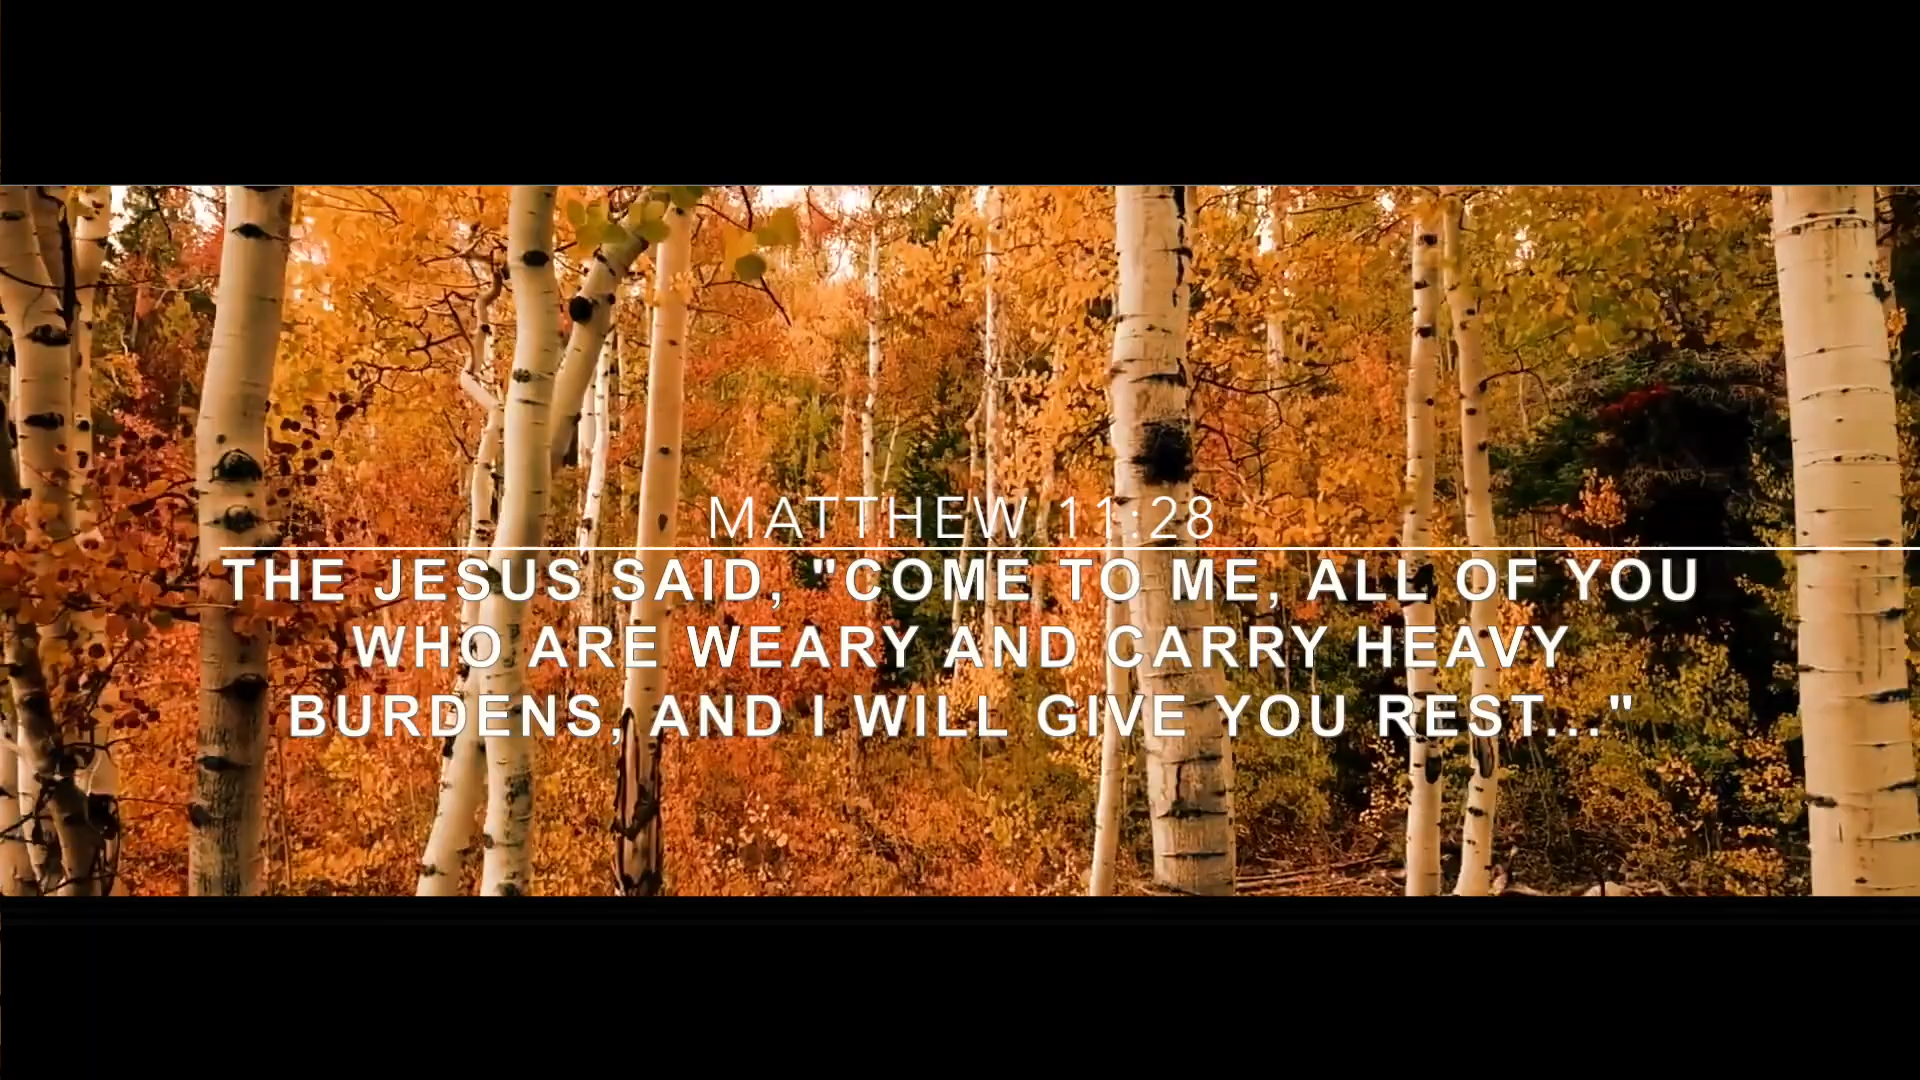 MATTHEW 11:28
THE JESUS SAID, "COME TO ME, ALL OF YOU
WHO ARE WEARY AND CARRY HEAVY
BURDENS, AND I WILL GIVE YOU REST..."